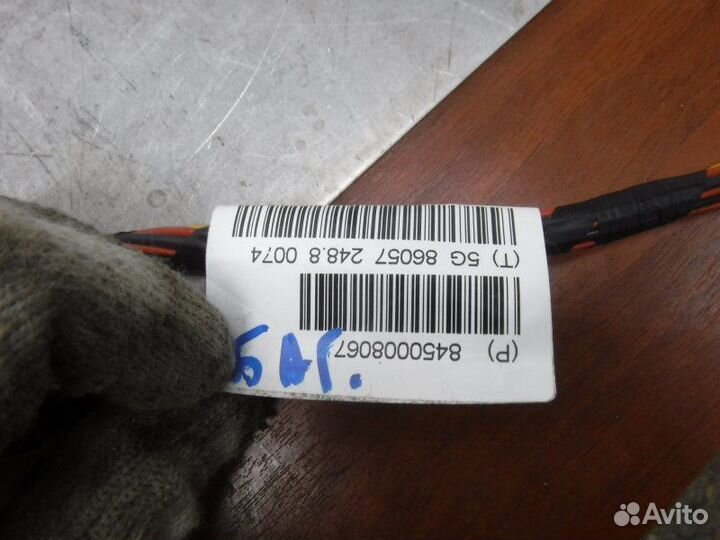 (T) 5G 86057 248.8 0074
(P) 8450008067
Avito